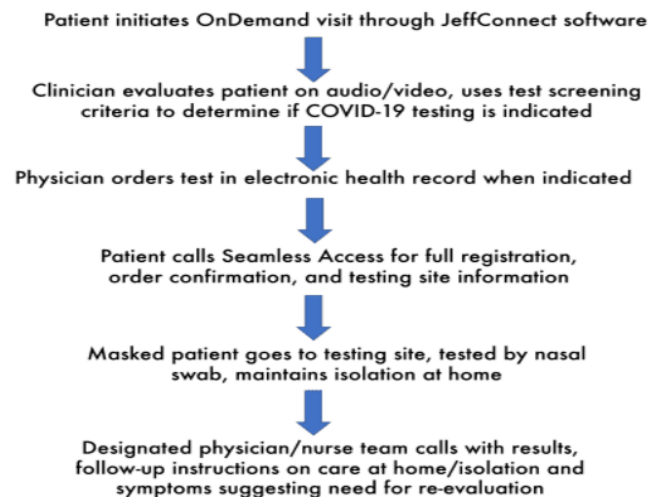 Patient initiates OnDemand visit through JeffConnect software
Clinician evaluates patient on audio/video, uses test screening
criteria to determine if COVID-19 testing is indicated
Physician orders test in electronic health record when indicated
Patient calls Seamless Access for full registration,
order confirmation, and testing site information
Masked patient goes to testing site, tested by nasal
swab, maintains isolation at home
Designated physician/nurse team calls with results,
follow-up instructions on care at home/isolation and
symptoms suggesting need for re-evaluation